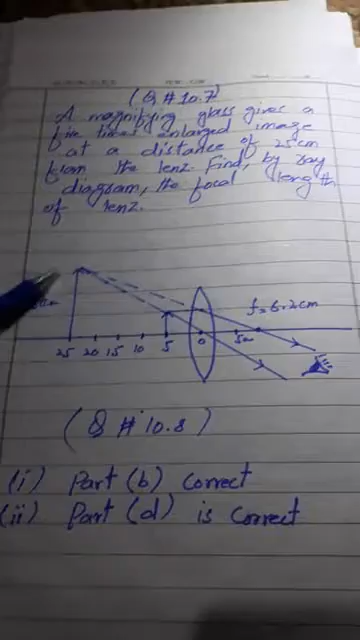 (Q # 10.7)
A magnifying glass gives a
five times enlarged image
at a distance of 25cm
from the lenz. Find, by ray
diagram, the focal length
of lenz.
f=6.2cm
25 20 15 10 5 0 5cm
(Q # 10.8)
(i) Part (b) Correct
(ii) Part (d) is Correct